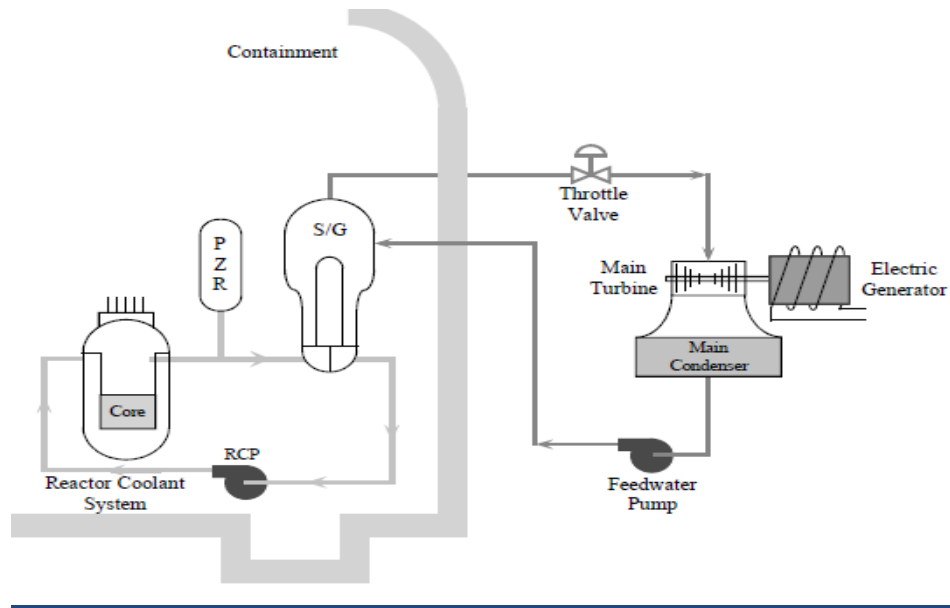 Containment
Throttle
Valve
S/G
P
Z
R
Main
Turbine
Electric
Generator
Main
Condenser
Core
RCP
Reactor Coolant
System
Feedwater
Pump